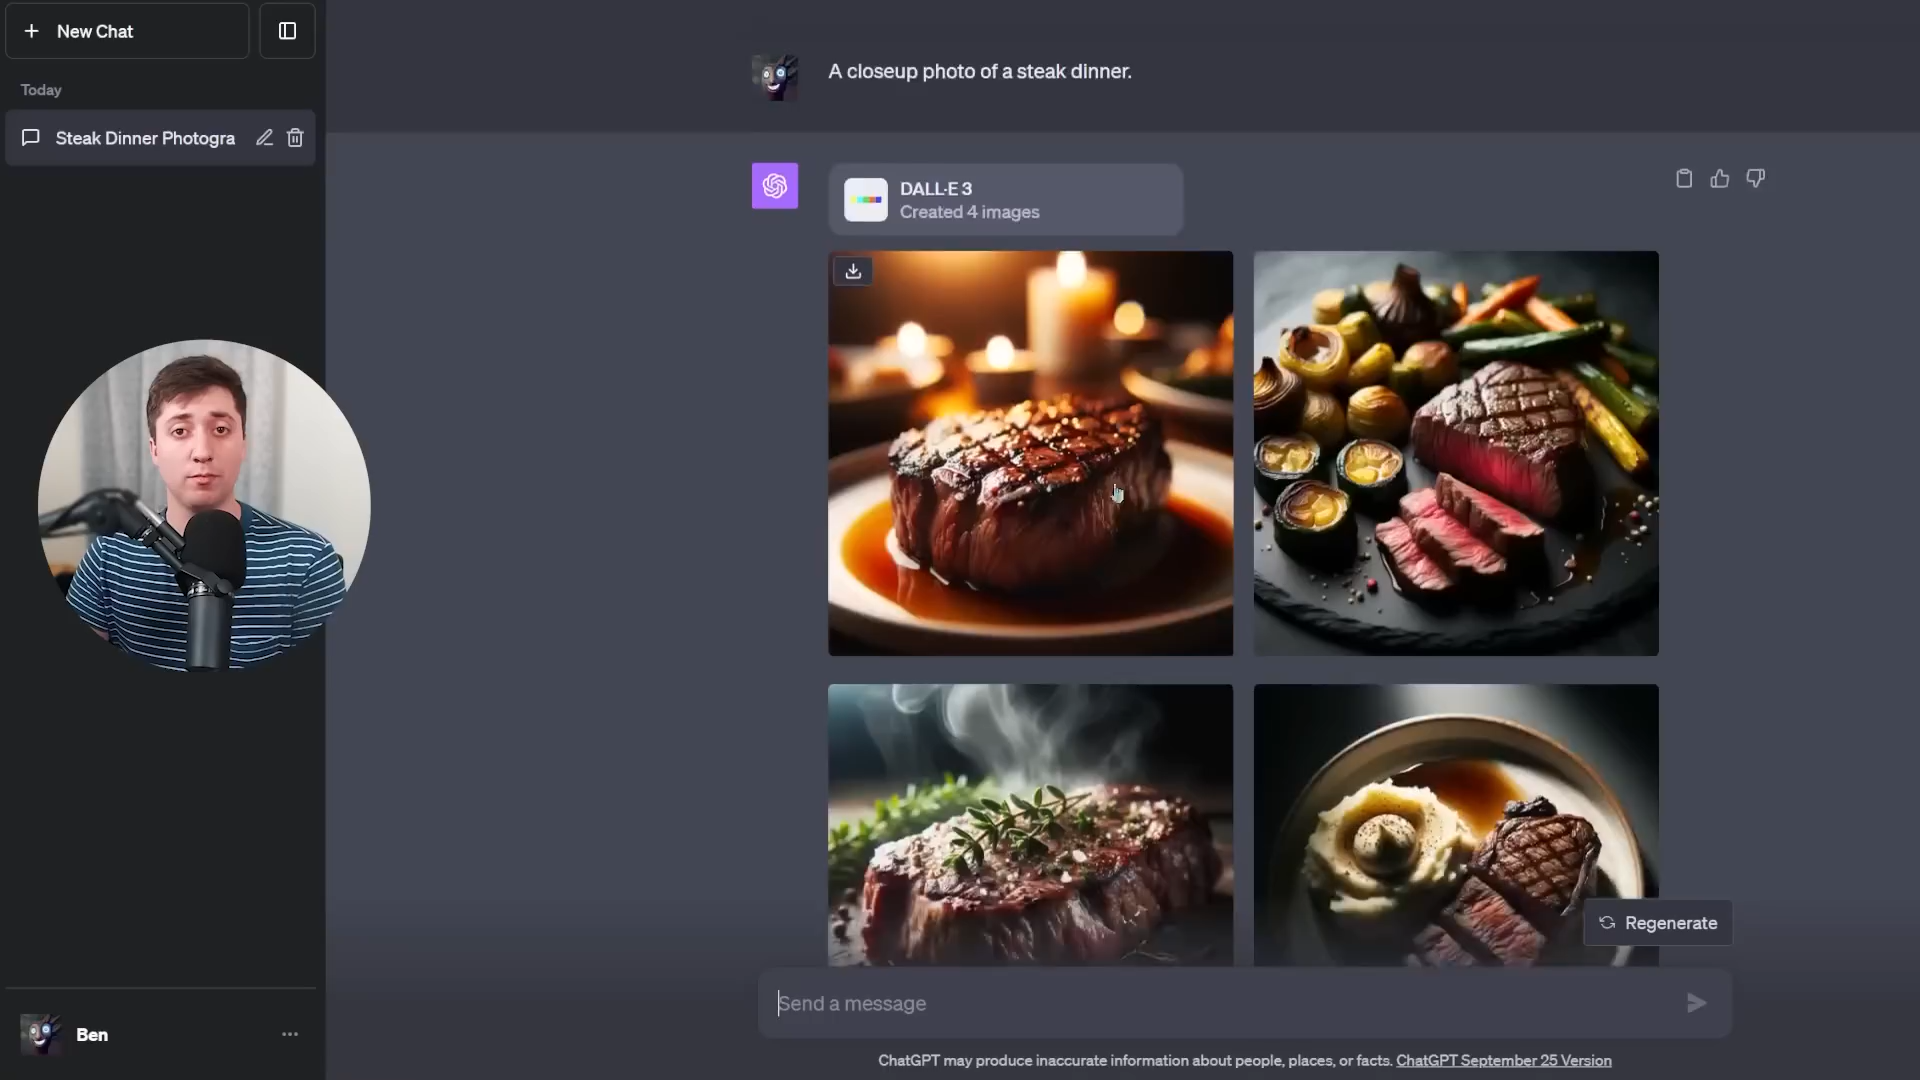 New Chat
Today
Steak Dinner Photogra
Ben
A closeup photo of a steak dinner.
DALL·E 3
Created 4 images
Regenerate
Send a message
ChatGPT may produce inaccurate information about people, places, or facts. ChatGPT September 25 Version